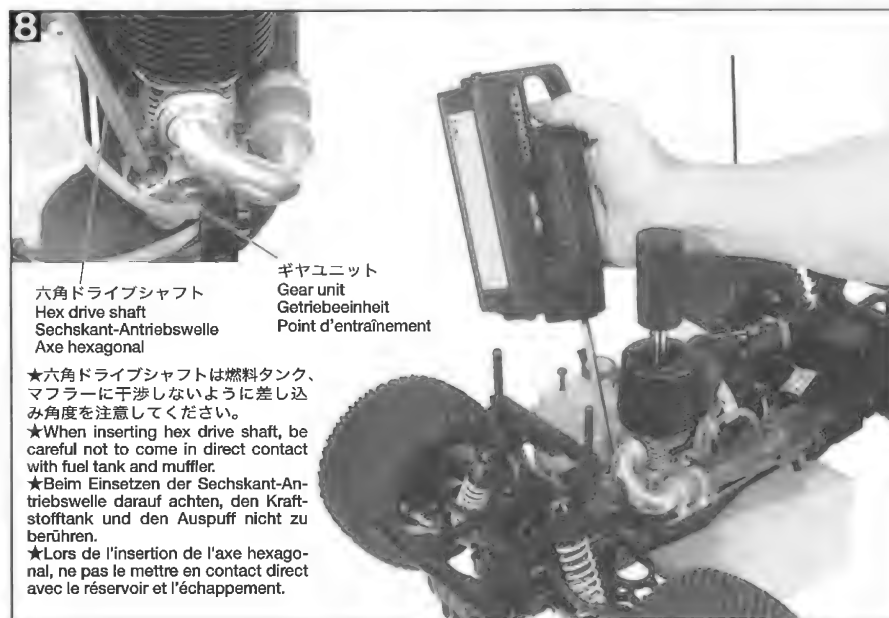 8
六角ドライブシャフト
Hex drive shaft
Sechskant-Antriebswelle
Axe hexagonal
ギヤユニット
Gear unit
Getriebeeinheit
Point d'entraînement
★六角ドライブシャフトは燃料タンク、
マフラーに干渉しないように差し込
み角度を注意してください。
★When inserting hex drive shaft, be
careful not to come in direct contact
with fuel tank and muffler.
★Beim Einsetzen der Sechskant-An-
triebswelle darauf achten, den Kraft-
stofftank und den Auspuff nicht zu
berühren.
★Lors de l'insertion de l'axe hexago-
nal, ne pas le mettre en contact direct
avec le réservoir et l'échappement.